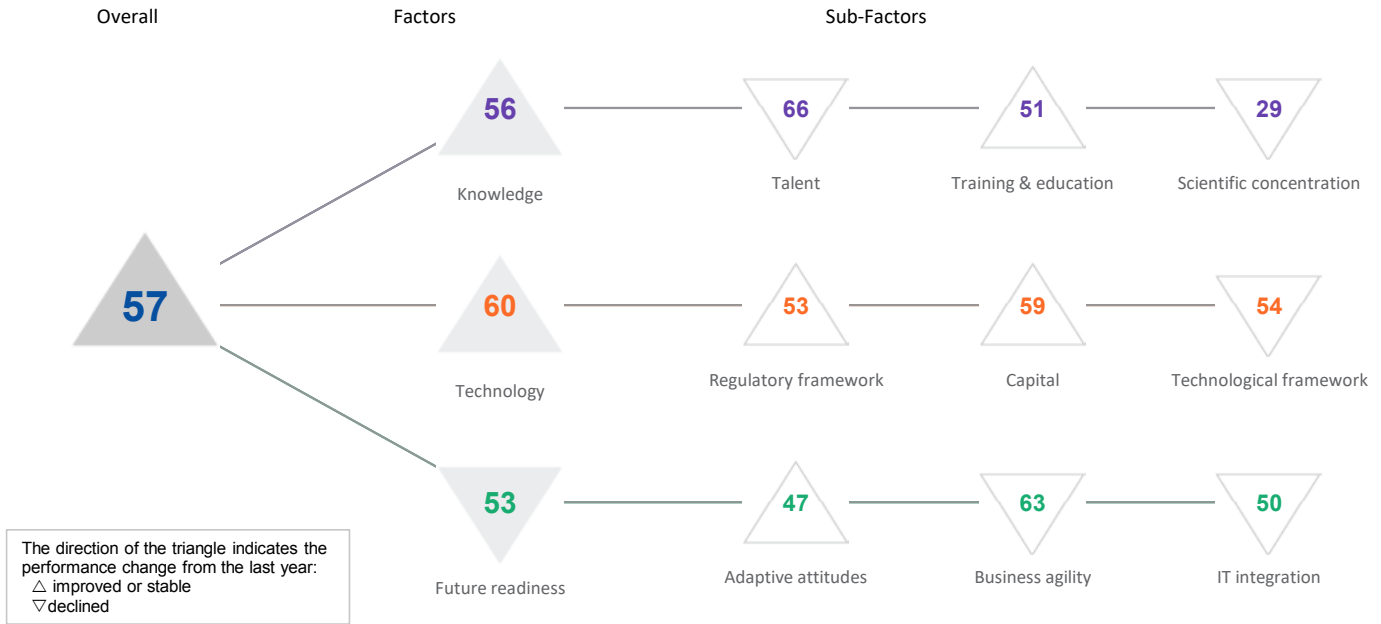 Overall Factors Sub-Factors
56 66 51 29
Knowledge Talent Training & education Scientific concentration
57 60 53 59 54
Technology Regulatory framework Capital Technological framework
53 47 63 50
Future readiness Adaptive attitudes Business agility IT integration
The direction of the triangle indicates the
performance change from the last year:
△ improved or stable
▽declined